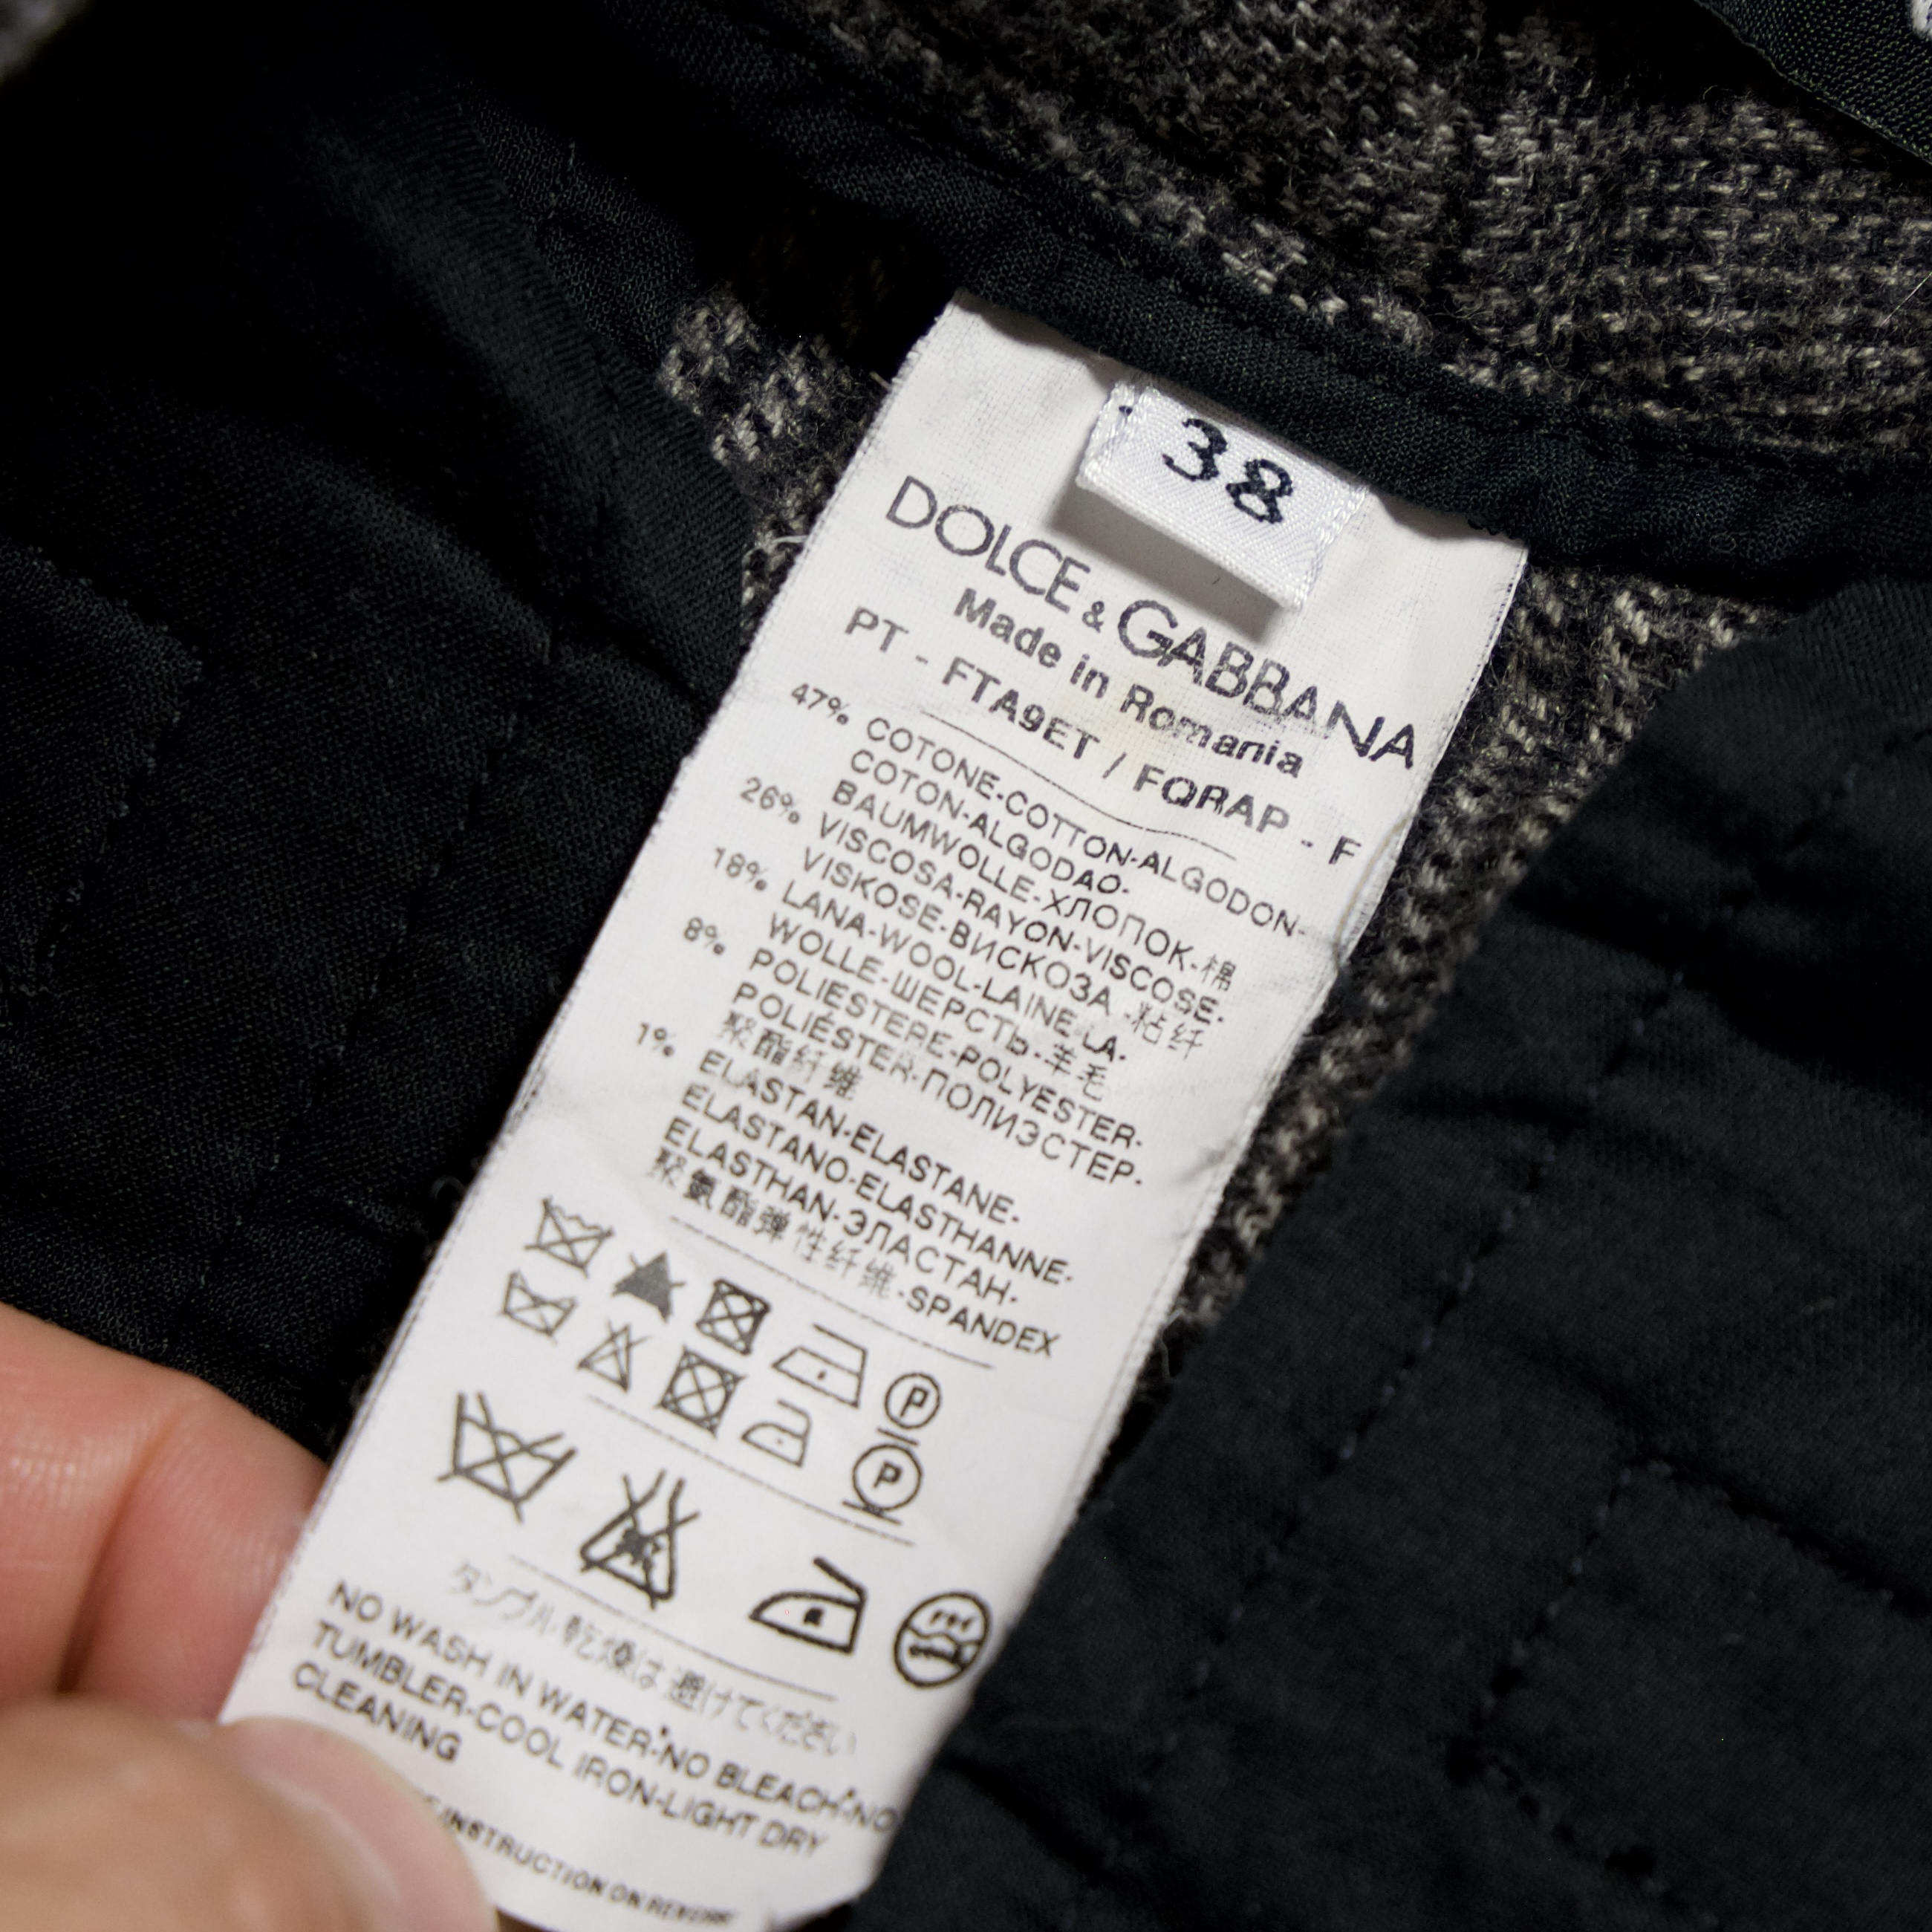 38
DOLCE & GABBANA
Made in Romania
PT - FTA9ET / FQRAP - F
47% COTONE-COTTON-ALGODON-
COTON-ALGODAO-
BAUMWOLLE-ХЛОПОК-棉
26% VISCOSA-RAYON-VISCOSE-
VISKOSE-ВИСКОЗА-粘纤
18% LANA-WOOL-LAINE-LA-
WOLLE-ШЕРСТЬ-羊毛
8% POLIESTERE-POLYESTER-
POLIÉSTER-ПОЛИЭСТЕР-
聚酯纤维
1% ELASTAN-ELASTANE-
ELASTANO-ELASTHANNE-
ELASTHAN-ЭЛАСТАН-
聚氨酯弹性纤维-SPANDEX
P
P
タンブル乾燥は避けてください
NO WASH IN WATER-NO BLEACH-NO
TUMBLER-COOL IRON-LIGHT DRY
CLEANING
INSTRUCTION ON REVERSE